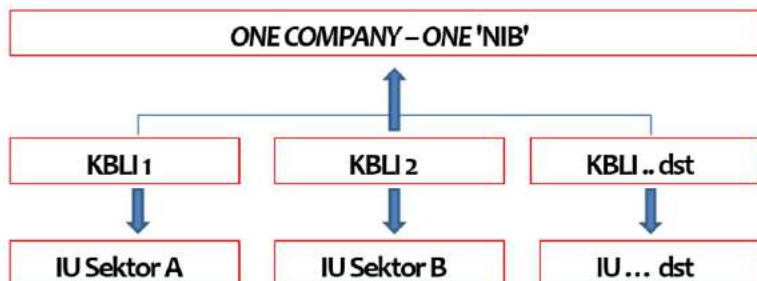 ONE COMPANY – ONE 'NIB'
KBLI 1
KBLI 2
KBLI .. dst
IU Sektor A
IU Sektor B
IU ... dst